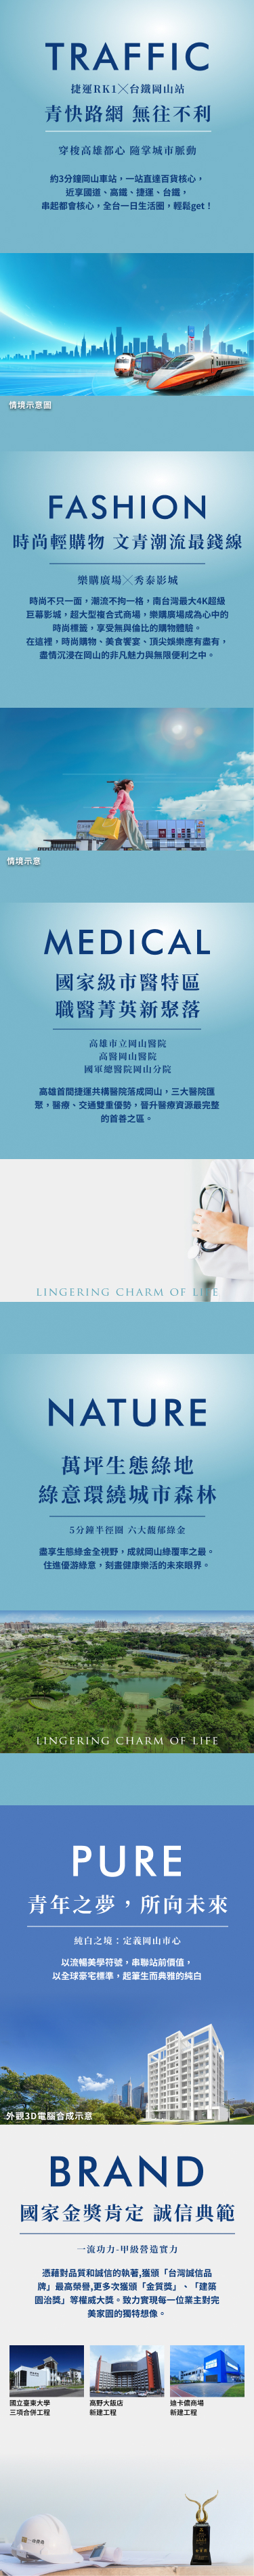 TRAFFIC
捷運RK1╳台鐵岡山站
青快路網 無往不利
穿梭高雄都心 隨掌城市脈動
約3分鐘岡山車站，一站直達百貨核心，
近享國道、高鐵、捷運、台鐵，
串起都會核心，全台一日生活圈，輕鬆get！
情境示意圖
FASHION
時尚輕購物 文青潮流最錢線
樂購廣場╳秀泰影城
時尚不只一面，潮流不拘一格，南台灣最大4K超級
巨幕影城，超大型複合式商場，樂購廣場成為心中的
時尚標籤，享受無與倫比的購物體驗。
在這裡，時尚購物、美食饗宴、頂尖娛樂應有盡有，
盡情沉浸在岡山的非凡魅力與無限便利之中。
情境示意
MEDICAL
國家級市醫特區
職醫菁英新聚落
高雄市立岡山醫院
高醫岡山醫院
國軍總醫院岡山分院
高雄首間捷運共構醫院落成岡山，三大醫院匯
聚，醫療、交通雙重優勢，晉升醫療資源最完整
的首善之區。
LINGERING CHARM OF LIFE
NATURE
萬坪生態綠地
綠意環繞城市森林
5分鐘半徑圈 六大馥郁綠金
盡享生態綠金全視野，成就岡山綠覆率之最。
住進優游綠意，刻畫健康樂活的未來眼界。
LINGERING CHARM OF LIFE
PURE
青年之夢，所向未來
純白之境：定義岡山市心
以流暢美學符號，串聯站前價值，
以全球豪宅標準，起筆生而典雅的純白
外觀3D電腦合成示意
BRAND
國家金獎肯定 誠信典範
一流功力-甲級營造實力
憑藉對品質和誠信的執著,獲頒「台灣誠信品
牌」最高榮譽,更多次獲頒「金質獎」、「建築
園冶獎」等權威大獎。致力實現每一位業主對完
美家園的獨特想像。
國立臺東大學
三項合併工程
高野大飯店
新建工程
迪卡儂商場
新建工程